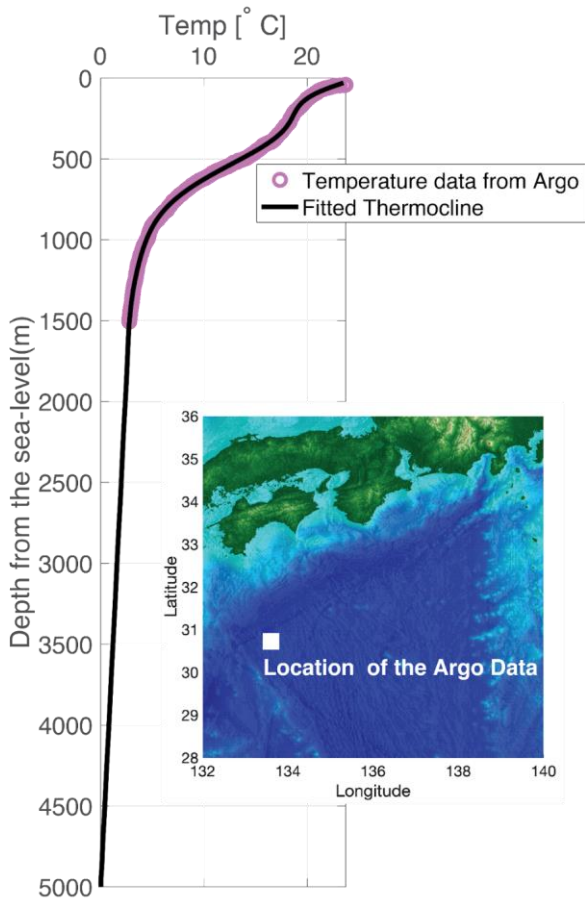 Temp [° C]
0 10 20
0
500
1000
1500
2000
2500
3000
3500
4000
4500
5000
Depth from the sea-level(m)
Temperature data from Argo
Fitted Thermocline
36
35
34
33
32
31
30
29
28
Latitude
Location of the Argo Data
132 134 136 138 140
Longitude